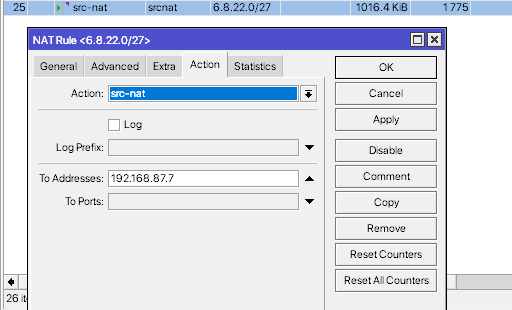 25 src-nat srcnat 6.8.22.0/27 1016.4 KiB 1 775
NAT Rule <6.8.22.0/27>
General Advanced Extra Action Statistics
Action: src-nat
Log
Log Prefix:
To Addresses: 192.168.87.7
To Ports:
OK
Cancel
Apply
Disable
Comment
Copy
Remove
Reset Counters
Reset All Counters
26